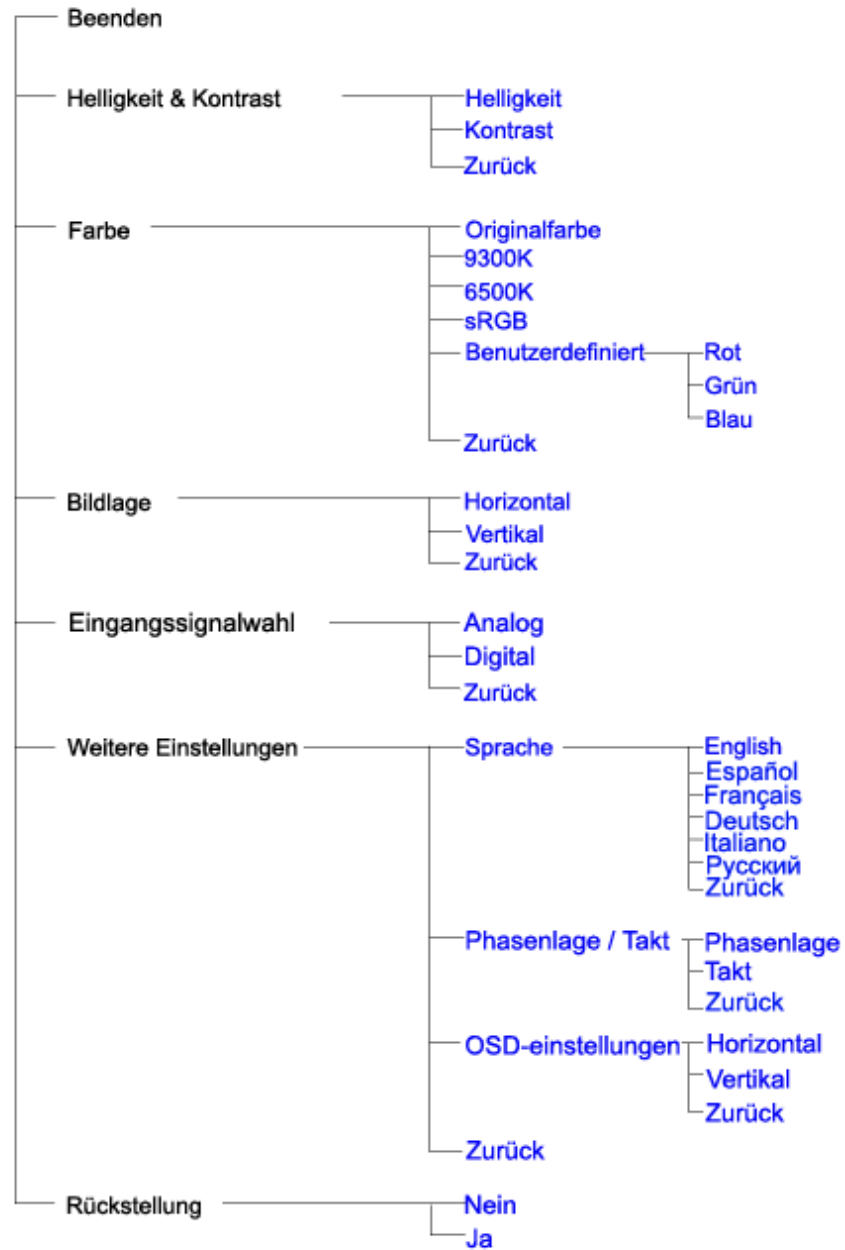 Beenden
Helligkeit & Kontrast
Helligkeit
Kontrast
Zurück
Farbe
Originalfarbe
9300K
6500K
sRGB
Benutzerdefiniert
Rot
Grün
Blau
Zurück
Bildlage
Horizontal
Vertikal
Zurück
Eingangssignalwahl
Analog
Digital
Zurück
Weitere Einstellungen
Sprache
English
Español
Français
Deutsch
Italiano
Русский
Zurück
Phasenlage / Takt
Phasenlage
Takt
Zurück
OSD-einstellungen
Horizontal
Vertikal
Zurück
Zurück
Rückstellung
Nein
Ja